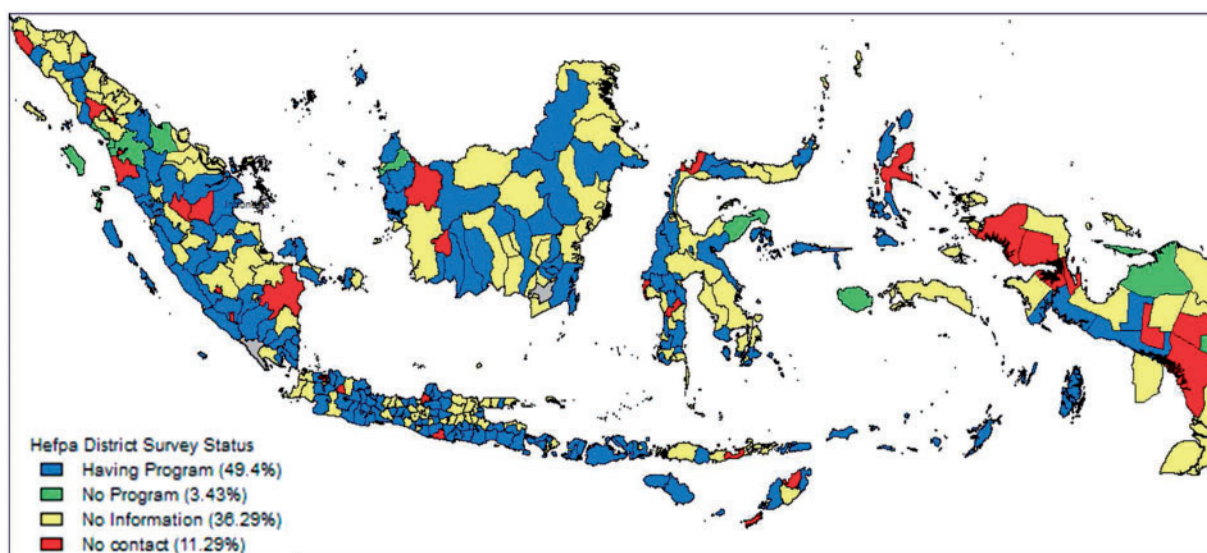 Hefpa District Survey Status
Having Program (49.4%)
No Program (3.43%)
No Information (36.29%)
No contact (11.29%)